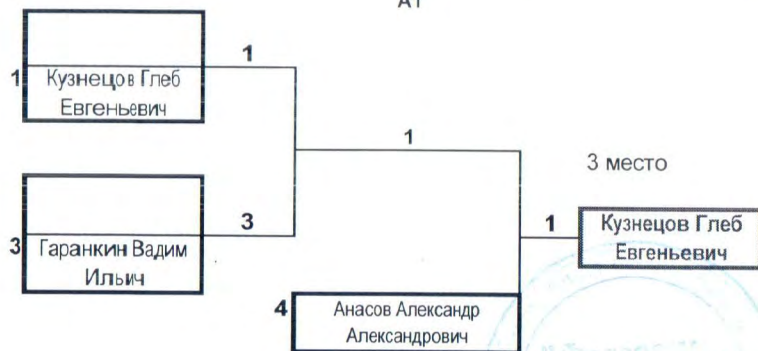 1
1 Кузнецов Глеб
Евгеньевич
1
3 место
3
1 Кузнецов Глеб
Евгеньевич
3 Гаранкин Вадим
Ильич
4 Анасов Александр
Александрович